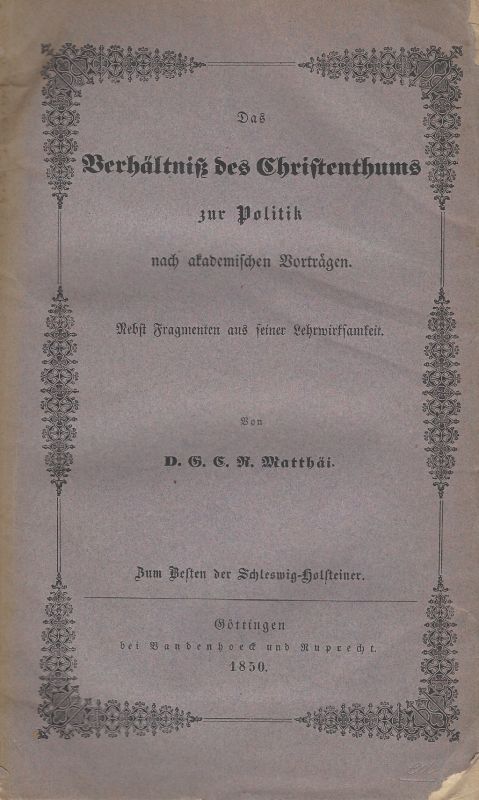 Das
Verhältniß des Christenthums
zur Politik
nach akademischen Vorträgen.
Nebst Fragmenten aus seiner Lehrwirksamkeit.
Von
D. G. C. R. Matthäi.
Zum Besten der Schleswig-Holsteiner.
Göttingen
bei Vandenhoeck und Ruprecht.
1850.